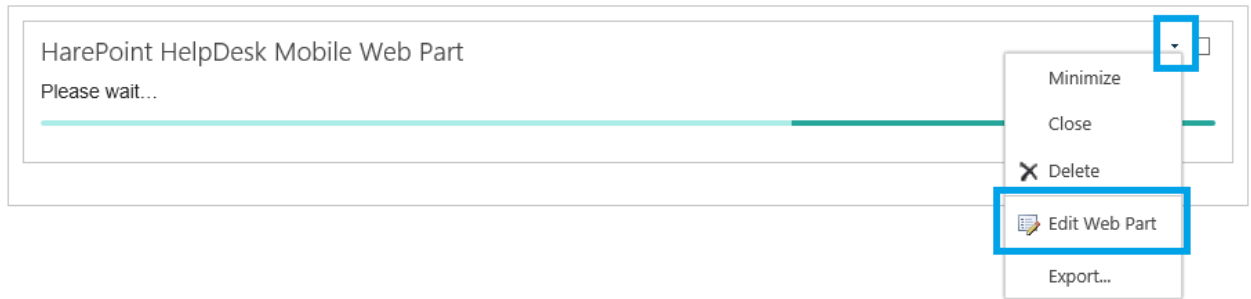 HarePoint HelpDesk Mobile Web Part
Please wait...
Minimize
Close
Delete
Edit Web Part
Export...